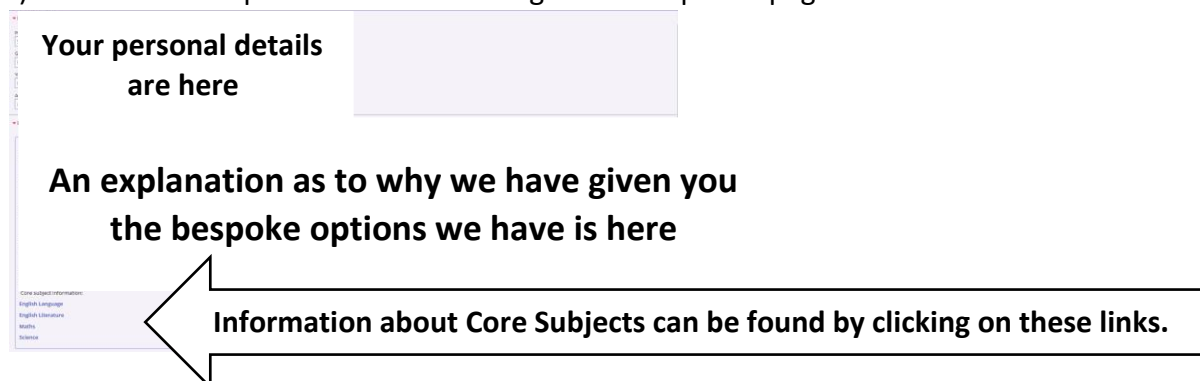 Your personal details
are here
An explanation as to why we have given you
the bespoke options we have is here
Core Subject Information:
English Language
English Literature
Maths
Science
Information about Core Subjects can be found by clicking on these links.